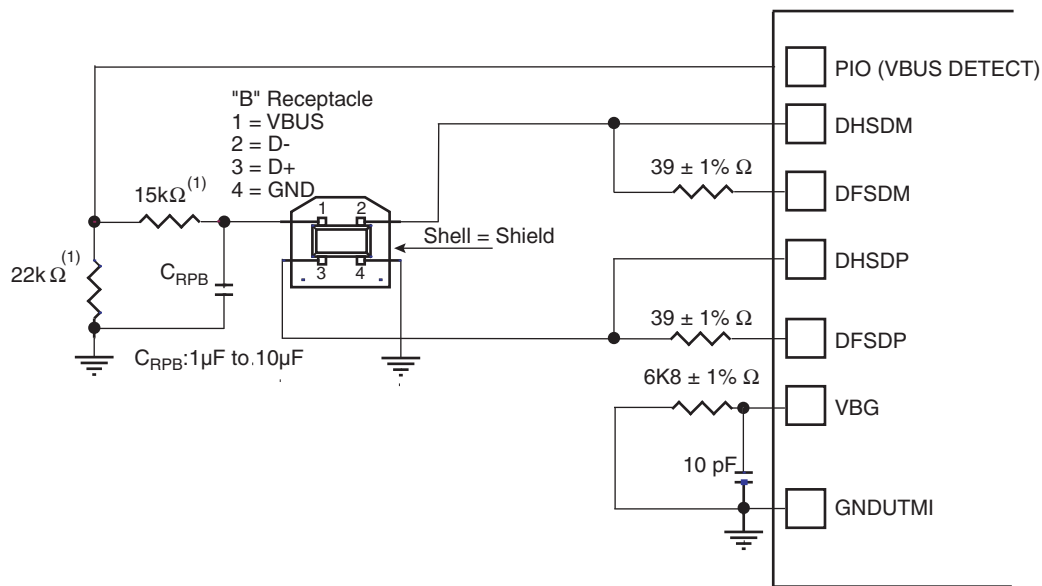 PIO (VBUS DETECT)
"B" Receptacle
1 = VBUS
2 = D-
3 = D+
4 = GND
DHSDM
39 ± 1% Ω
DFSDM
15kΩ(1)
1 2
3 4
Shell = Shield
DHSDP
22k Ω(1)
CRPB
39 ± 1% Ω
DFSDP
CRPB:1µF to 10µF
6K8 ± 1% Ω
VBG
10 pF
GNDUTMI